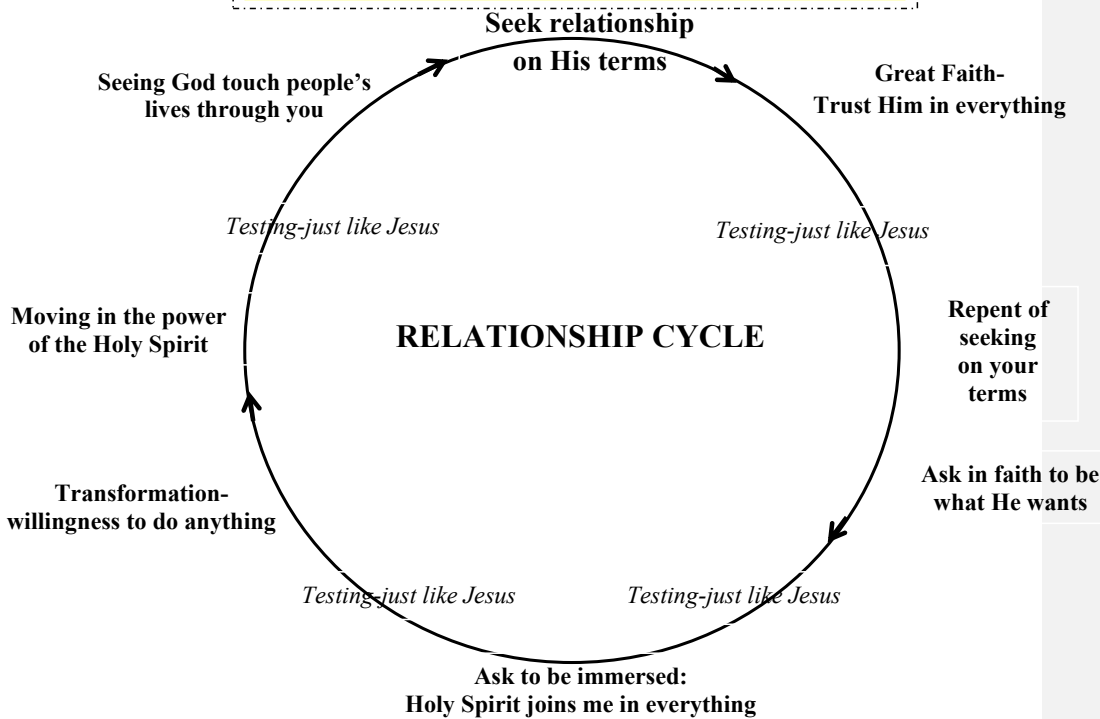 Seek relationship
on His terms
Great Faith-
Trust Him in everything
Seeing God touch people’s
lives through you
Testing-just like Jesus
Testing-just like Jesus
Repent of
seeking
on your
terms
Moving in the power
of the Holy Spirit
RELATIONSHIP CYCLE
Ask in faith to be
what He wants
Transformation-
willingness to do anything
Testing-just like Jesus
Testing-just like Jesus
Ask to be immersed:
Holy Spirit joins me in everything